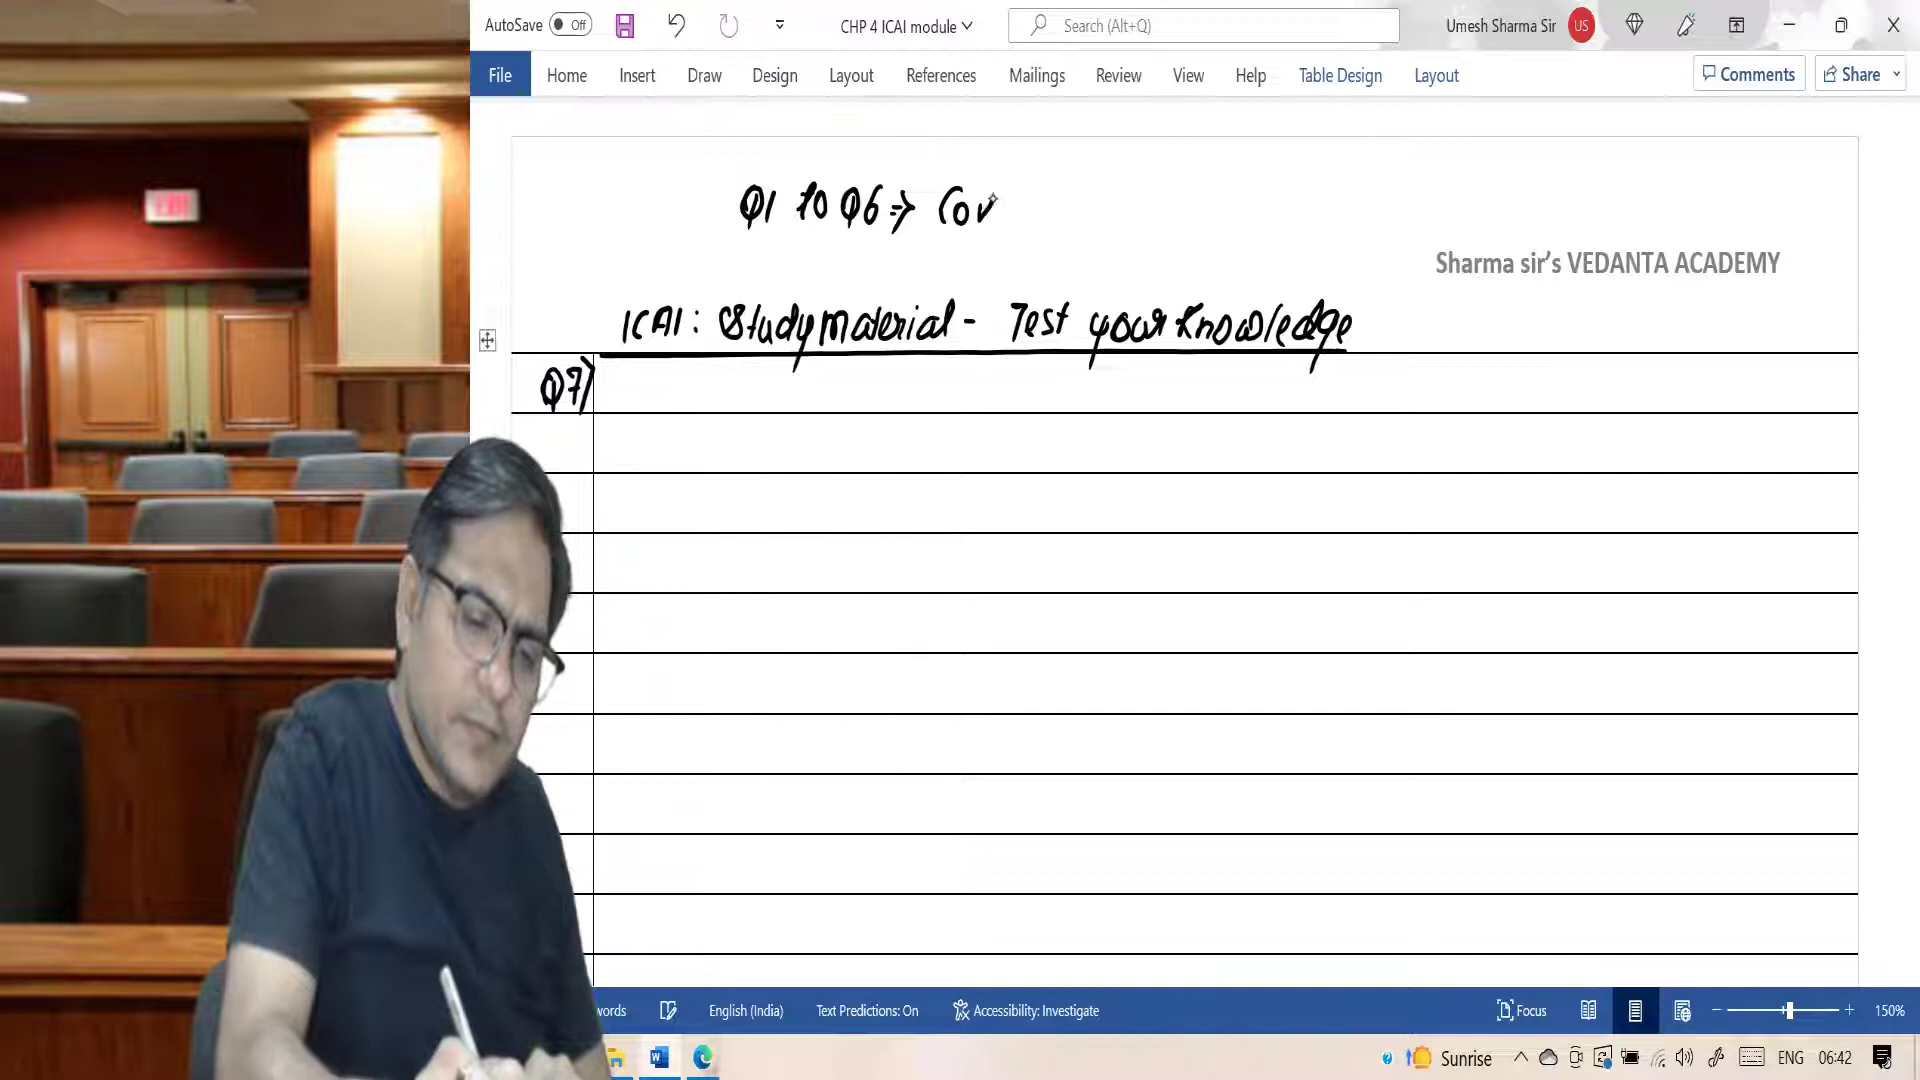 AutoSave Off CHP 4 ICAI module Search (Alt+Q) Umesh Sharma Sir US
File Home Insert Draw Design Layout References Mailings Review View Help Table Design Layout Comments Share
EXIT
Q1 to Q6 ⇒ Cov
Sharma sir's VEDANTA ACADEMY
ICAI: Study Material - Test your Knowledge
Q7)
words English (India) Text Predictions: On Accessibility: Investigate Focus 150%
Sunrise ENG 06:42